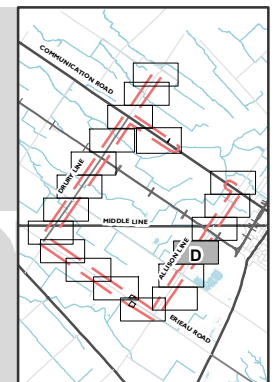 COMMUNICATION ROAD
DRURY LINE
MIDDLE LINE
ALLISON LINE
D
ERIEAU ROAD